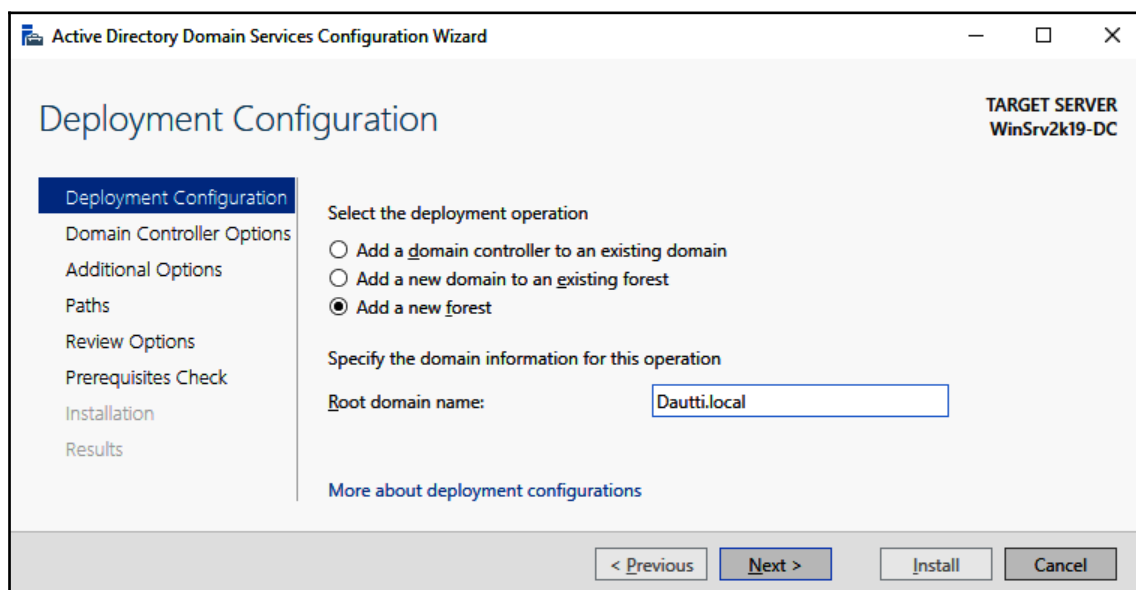 Active Directory Domain Services Configuration Wizard
Deployment Configuration
TARGET SERVER
WinSrv2k19-DC
Deployment Configuration
Domain Controller Options
Additional Options
Paths
Review Options
Prerequisites Check
Installation
Results
Select the deployment operation
Add a domain controller to an existing domain
Add a new domain to an existing forest
Add a new forest
Specify the domain information for this operation
Root domain name: Dautti.local
More about deployment configurations
< Previous Next > Install Cancel